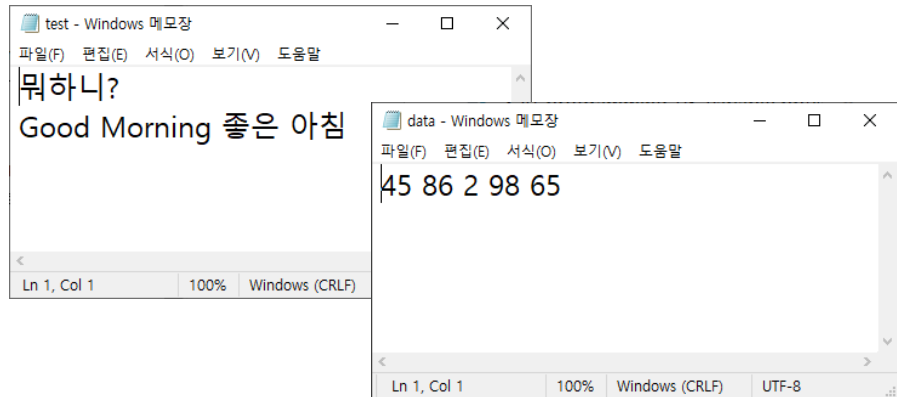 test - Windows 메모장
파일(F) 편집(E) 서식(O) 보기(V) 도움말
뭐하니?
Good Morning 좋은 아침
Ln 1, Col 1 100% Windows (CRLF)
data - Windows 메모장
파일(F) 편집(E) 서식(O) 보기(V) 도움말
45 86 2 98 65
Ln 1, Col 1 100% Windows (CRLF) UTF-8